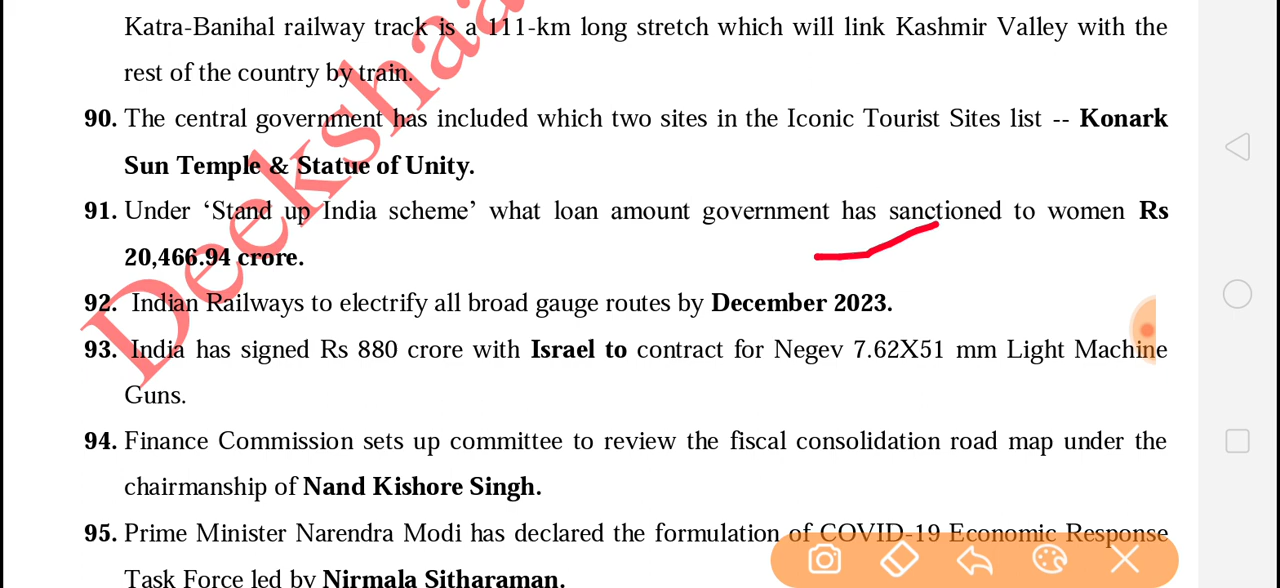 Katra-Banihal railway track is a 111-km long stretch which will link Kashmir Valley with the
rest of the country by train.
90. The central government has included which two sites in the Iconic Tourist Sites list -- Konark
Sun Temple & Statue of Unity.
91. Under ‘Stand up India scheme’ what loan amount government has sanctioned to women Rs
20,466.94 crore.
92. Indian Railways to electrify all broad gauge routes by December 2023.
93. India has signed Rs 880 crore with Israel to contract for Negev 7.62X51 mm Light Machine
Guns.
94. Finance Commission sets up committee to review the fiscal consolidation road map under the
chairmanship of Nand Kishore Singh.
95. Prime Minister Narendra Modi has declared the formulation of COVID-19 Economic Response
Task Force led by Nirmala Sitharaman.
Deeksha